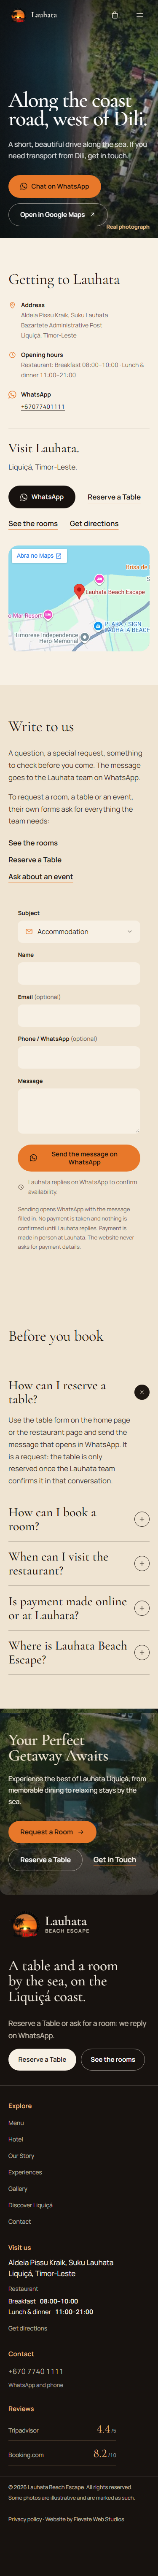 Lauhata
Along the coast
road, west of Dili.
A short, beautiful drive along the sea. If you
need transport from Dili, get in touch.
Chat on WhatsApp
Open in Google Maps
Real photograph
Getting to Lauhata
Address
Aldeia Pissu Kraik, Suku Lauhata
Bazartete Administrative Post
Liquiçá, Timor-Leste
Opening hours
Restaurant: Breakfast 08:00–10:00 · Lunch &
dinner 11:00–21:00
WhatsApp
+67077401111
Visit Lauhata.
Liquiça, Timor-Leste.
WhatsApp
Reserve a Table
See the rooms
Get directions
Abra no Maps
Brisa de
Lauhata Beach Escape
Mar Resort
PLAY SIGN
LAUHATA BEACH
Timorese Independence
Hero Memorial
Write to us
A question, a special request, something
to check before you come. The message
goes to the Lauhata team on WhatsApp.
To request a room, a table or an event,
their own forms ask for everything the
team needs:
See the rooms
Reserve a Table
Ask about an event
Subject
Accommodation
Name
Email (optional)
Phone / WhatsApp (optional)
Message
Send the message on
WhatsApp
Lauhata replies on WhatsApp to confirm
availability.
Sending opens WhatsApp with the message
filled in. No payment is taken and nothing is
confirmed until Lauhata replies. Payment is
made in person at Lauhata. The website never
asks for payment details.
Before you book
How can I reserve a
table?
Use the table form on the home page
or the restaurant page and send the
message that opens in WhatsApp. It
is a request: the table is only
reserved once the Lauhata team
confirms it in that conversation.
How can I book a
room?
When can I visit the
restaurant?
Is payment made online
or at Lauhata?
Where is Lauhata Beach
Escape?
Your Perfect
Getaway Awaits
Experience the best of Lauhata Liquiçá, from
memorable dining to relaxing stays by the
sea.
Request a Room
Reserve a Table
Get in Touch
Lauhata
BEACH ESCAPE
A table and a room
by the sea, on the
Liquiçá coast.
Reserve a Table or ask for a room: we reply
on WhatsApp.
Reserve a Table
See the rooms
Explore
Menu
Hotel
Our Story
Experiences
Gallery
Discover Liquiçá
Contact
Visit us
Aldeia Pissu Kraik, Suku Lauhata
Liquiçá, Timor-Leste
Restaurant
Breakfast 08:00–10:00
Lunch & dinner 11:00–21:00
Get directions
Contact
+670 7740 1111
WhatsApp and phone
Reviews
Tripadvisor 4.4 /5
Booking.com 8.2 /10
© 2026 Lauhata Beach Escape. All rights reserved.
Some photos are illustrative and are marked as such.
Privacy policy · Website by Elevate Web Studios